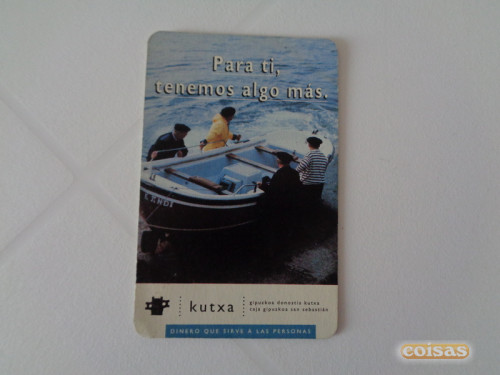 Para ti,
tenemos algo más.
LANDI
kutxa
gipuzkoa donostia kutxa
caja gipuzkoa san sebastián
DINERO QUE SIRVE A LAS PERSONAS
coisas